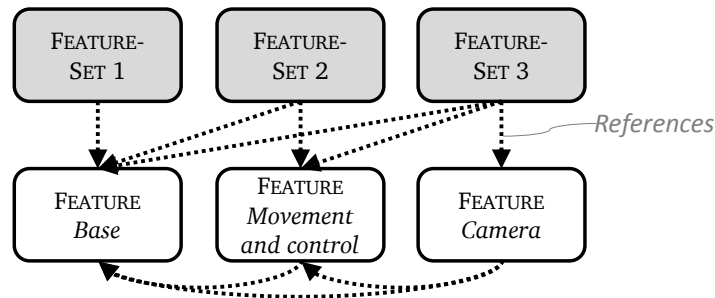 FEATURE-
SET 1
FEATURE-
SET 2
FEATURE-
SET 3
References
FEATURE
Base
FEATURE
Movement
and control
FEATURE
Camera